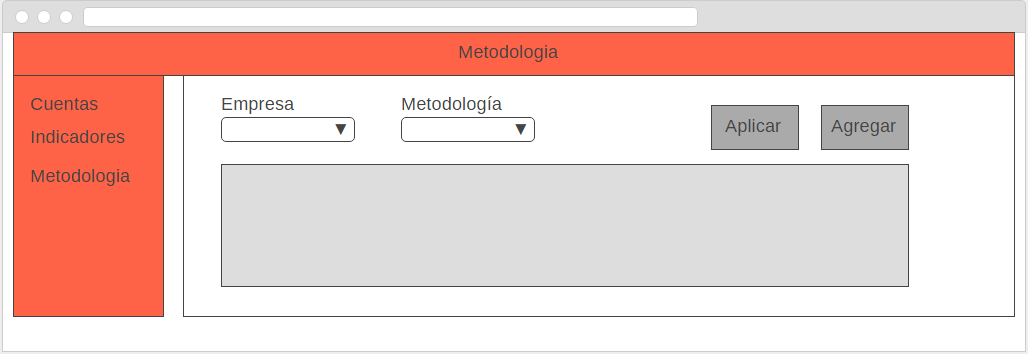 Metodologia
Cuentas
Indicadores
Metodologia
Empresa
Metodología
Aplicar
Agregar